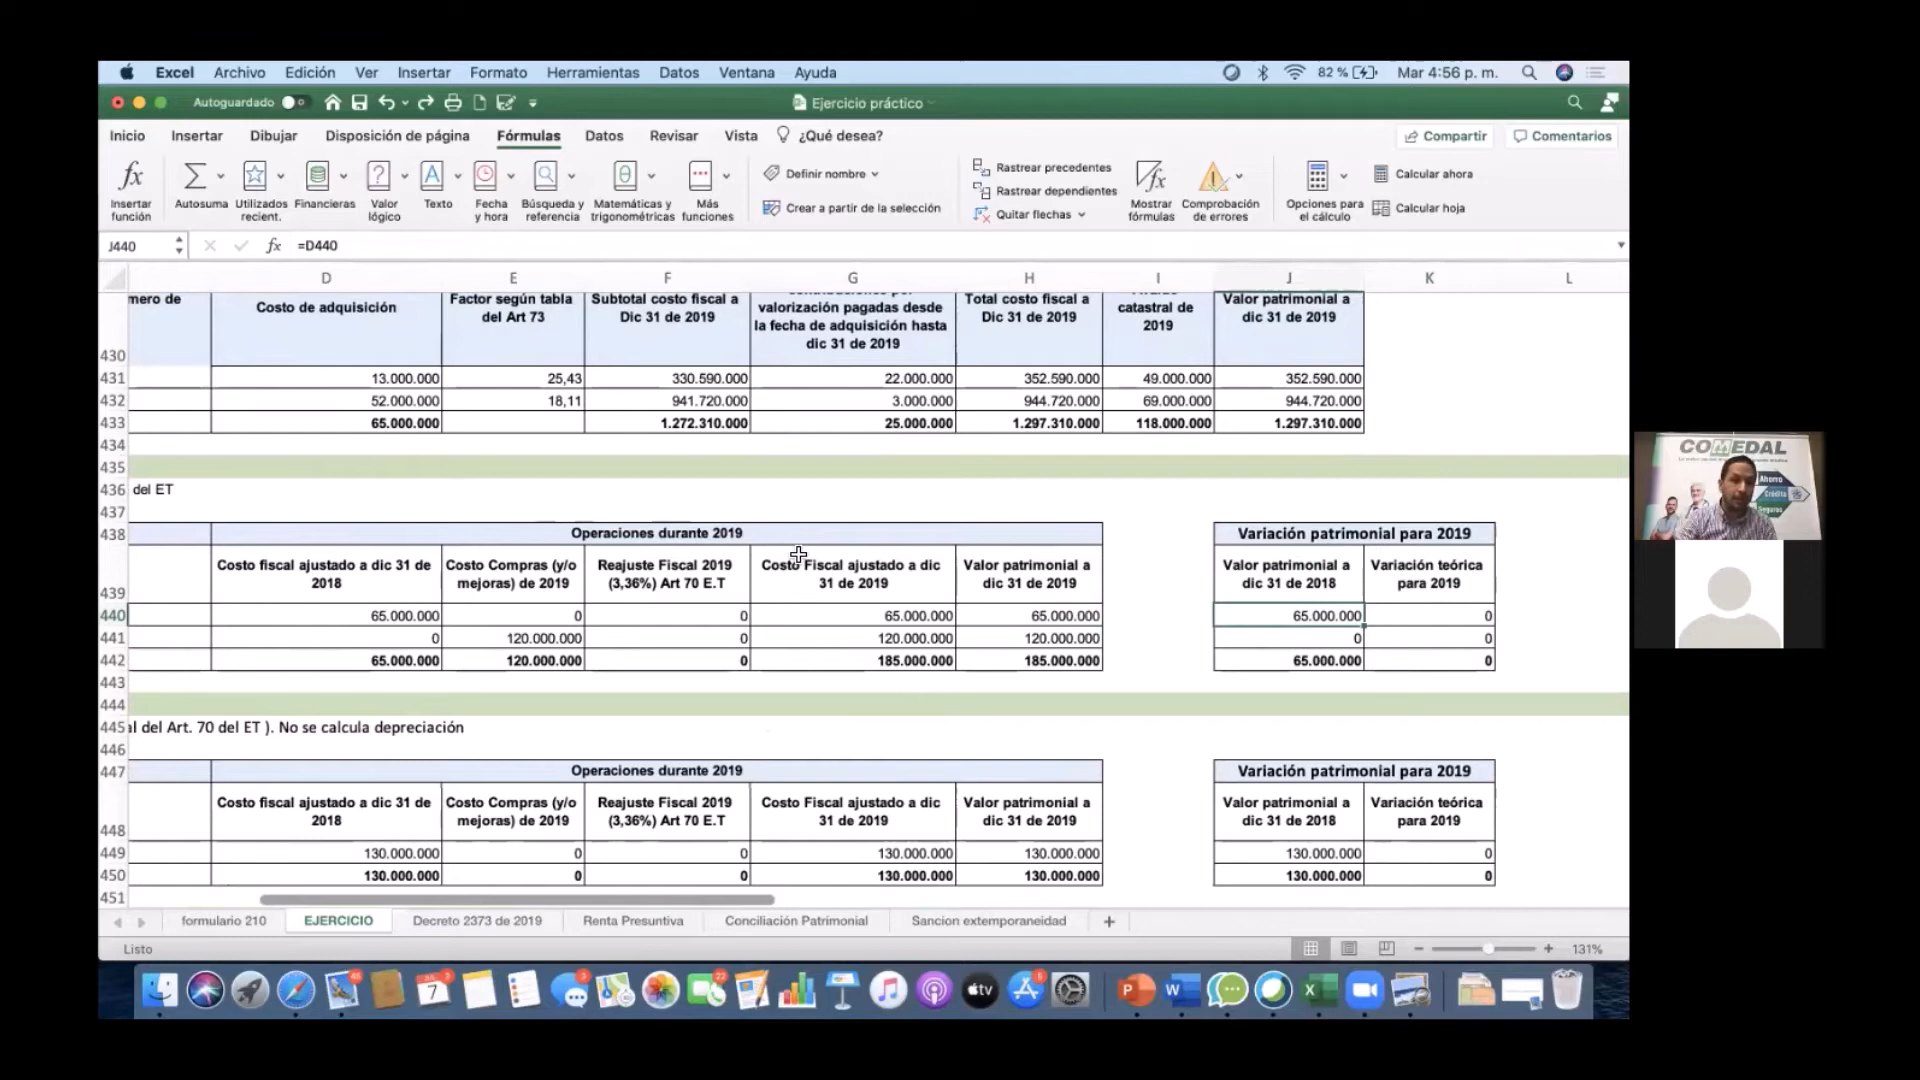 Excel Archivo Edición Ver Insertar Formato Herramientas Datos Ventana Ayuda 82 % Mar 4:56 p. m.
Autoguardado Ejercicio práctico
Inicio Insertar Dibujar Disposición de página Fórmulas Datos Revisar Vista ¿Qué desea? Compartir Comentarios
fx Insertar función
Autosuma
Utilizados recient.
Financieras
Valor lógico
Texto
Fecha y hora
Búsqueda y referencia
Matemáticas y trigonométricas
Más funciones
Definir nombre
Crear a partir de la selección
Rastrear precedentes
Rastrear dependientes
Quitar flechas
Mostrar fórmulas
Comprobación de errores
Opciones para el cálculo
Calcular ahora
Calcular hoja
J440 fx =D440
D E F G H I J K L
mero de
Costo de adquisición
Factor según tabla del Art 73
Subtotal costo fiscal a Dic 31 de 2019
valorización pagadas desde la fecha de adquisición hasta dic 31 de 2019
Total costo fiscal a Dic 31 de 2019
catastral de 2019
Valor patrimonial a dic 31 de 2019
430
431 13.000.000 25,43 330.590.000 22.000.000 352.590.000 49.000.000 352.590.000
432 52.000.000 18,11 941.720.000 3.000.000 944.720.000 69.000.000 944.720.000
433 65.000.000 1.272.310.000 25.000.000 1.297.310.000 118.000.000 1.297.310.000
434
435
436 del ET
437
438 Operaciones durante 2019 Variación patrimonial para 2019
439 Costo fiscal ajustado a dic 31 de 2018
Costo Compras (y/o mejoras) de 2019
Reajuste Fiscal 2019 (3,36%) Art 70 E.T
Costo Fiscal ajustado a dic 31 de 2019
Valor patrimonial a dic 31 de 2019
Valor patrimonial a dic 31 de 2018
Variación teórica para 2019
440 65.000.000 0 0 65.000.000 65.000.000 65.000.000 0
441 0 120.000.000 0 120.000.000 120.000.000 0 0
442 65.000.000 120.000.000 0 185.000.000 185.000.000 65.000.000 0
443
444
445 al del Art. 70 del ET ). No se calcula depreciación
446
447 Operaciones durante 2019 Variación patrimonial para 2019
448 Costo fiscal ajustado a dic 31 de 2018
Costo Compras (y/o mejoras) de 2019
Reajuste Fiscal 2019 (3,36%) Art 70 E.T
Costo Fiscal ajustado a dic 31 de 2019
Valor patrimonial a dic 31 de 2019
Valor patrimonial a dic 31 de 2018
Variación teórica para 2019
449 130.000.000 0 0 130.000.000 130.000.000 130.000.000 0
450 130.000.000 0 0 130.000.000 130.000.000 130.000.000 0
451
formulario 210 EJERCICIO Decreto 2373 de 2019 Renta Presuntiva Conciliación Patrimonial Sancion extemporaneidad +
Listo 131%
7
tv
P W X
COMEDAL
Ahorro
Crédito
Seguros